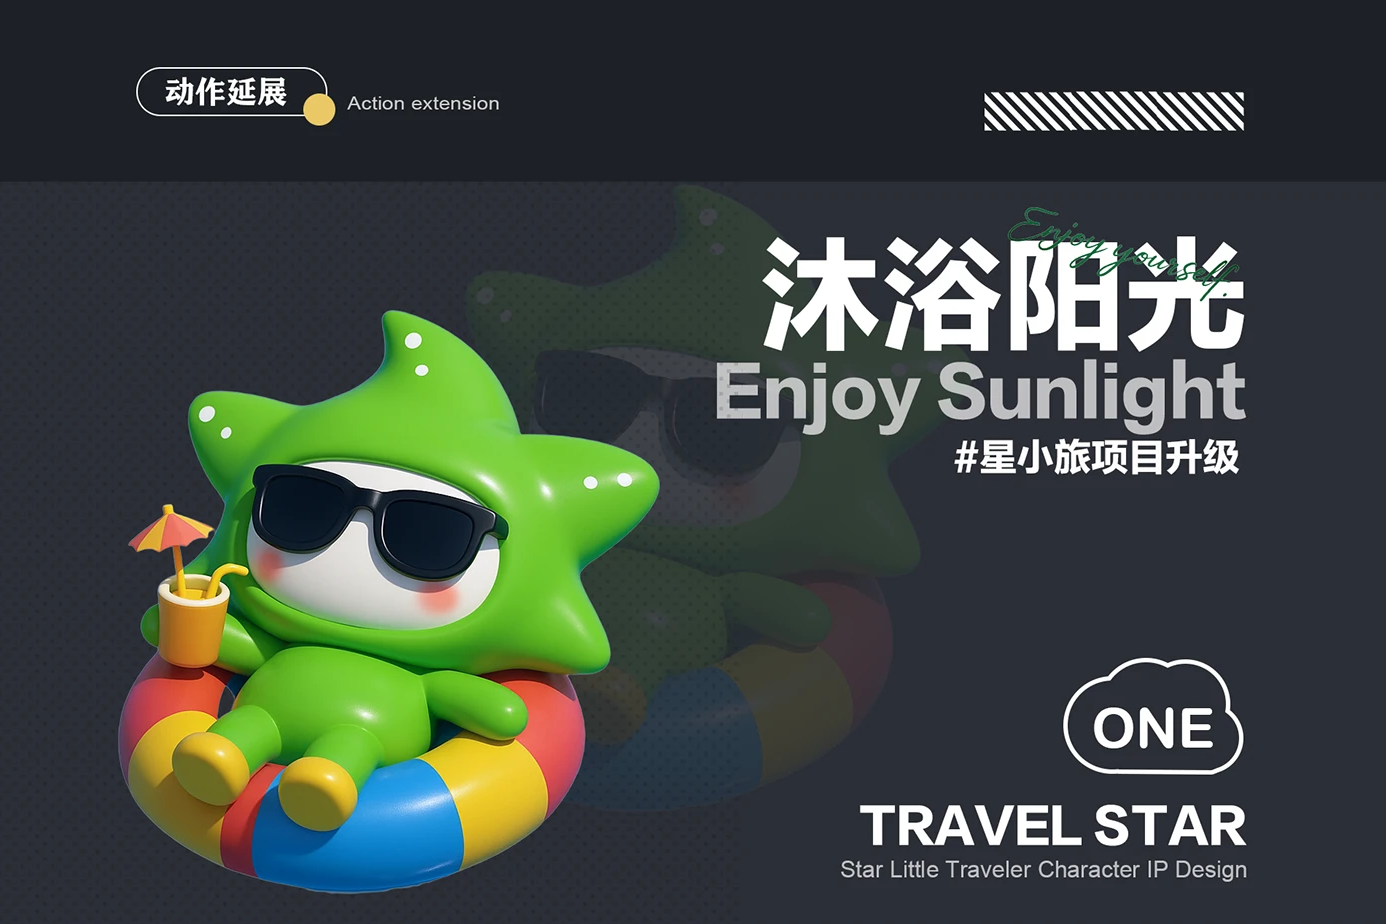 动作延展
Action extension
Enjoy yourself.
沐浴阳光
Enjoy Sunlight
#星小旅项目升级
ONE
TRAVEL STAR
Star Little Traveler Character IP Design